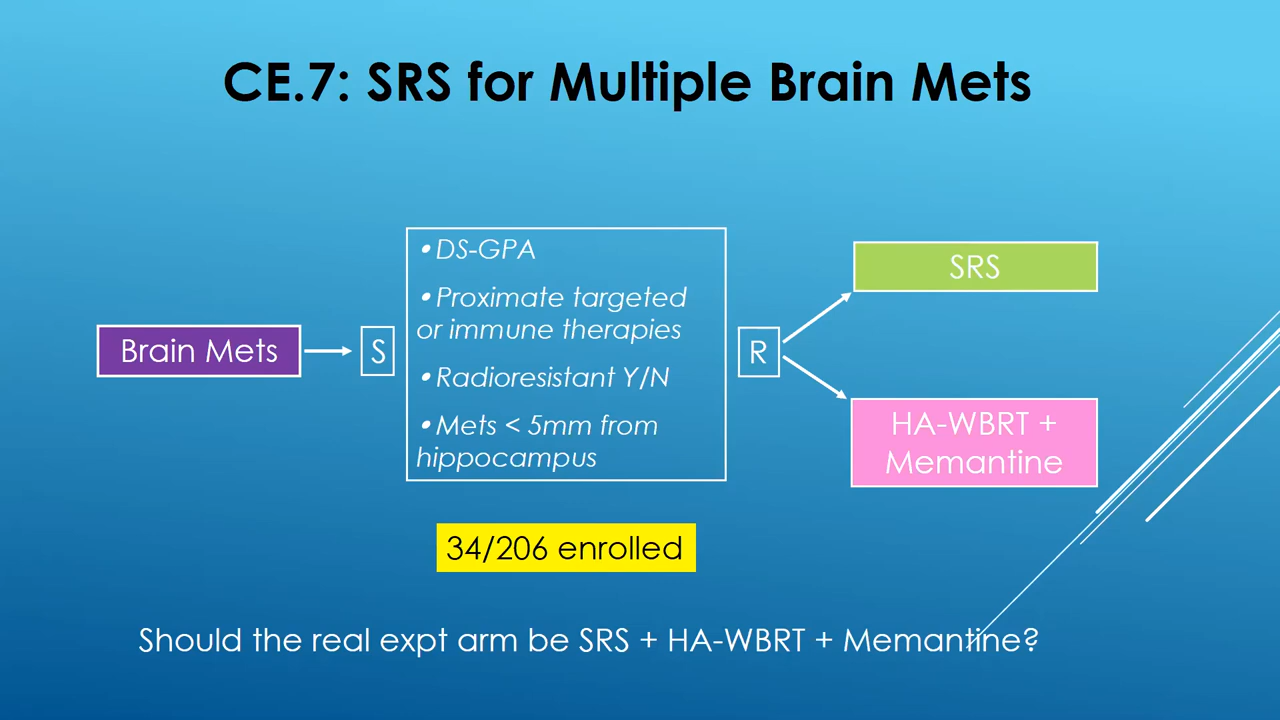 CE.7: SRS for Multiple Brain Mets
Brain Mets
S
• DS-GPA
• Proximate targeted
or immune therapies
• Radioresistant Y/N
• Mets < 5mm from
hippocampus
R
SRS
HA-WBRT +
Memantine
34/206 enrolled
Should the real expt arm be SRS + HA-WBRT + Memantine?